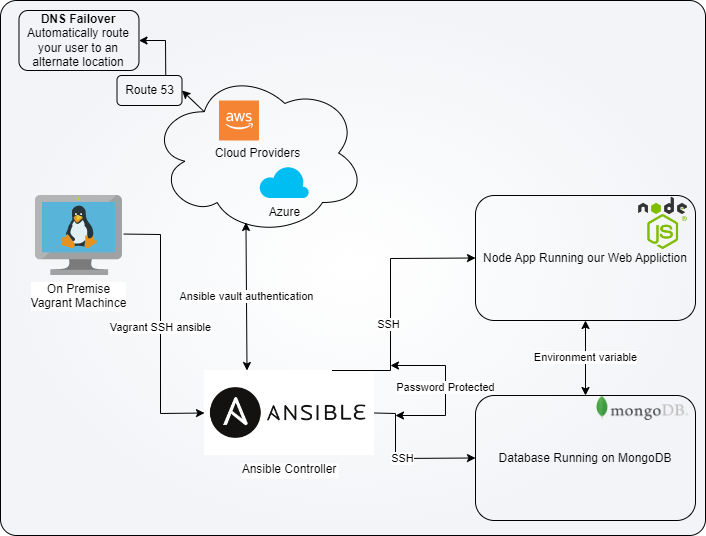 DNS Failover
Automatically route
your user to an
alternate location
Route 53
aws
Cloud Providers
Azure
On Premise
Vagrant Machince
Ansible vault authentication
Vagrant SSH ansible
node
JS
Node App Running our Web Appliction
SSH
Environment variable
Password Protected
A ANSIBLE
Ansible Controller
SSH
mongoDB
Database Running on MongoDB